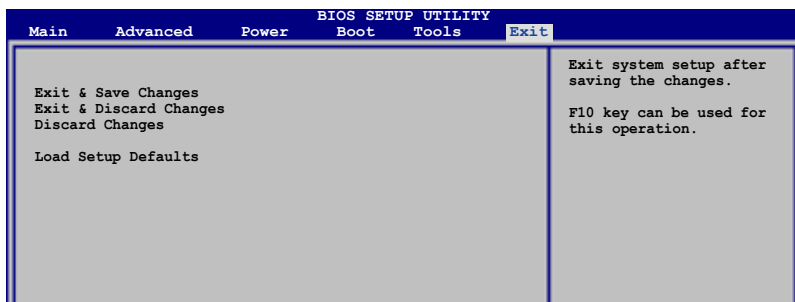 BIOS SETUP UTILITY
Main Advanced Power Boot Tools Exit
Exit & Save Changes
Exit & Discard Changes
Discard Changes
Load Setup Defaults
Exit system setup after
saving the changes.
F10 key can be used for
this operation.